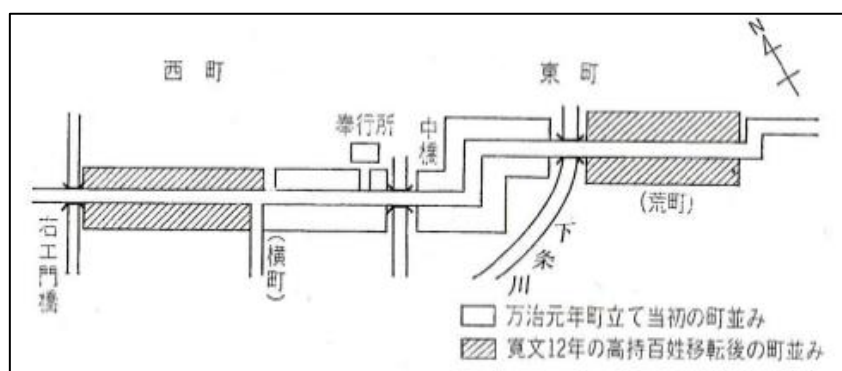 西町
東町
N
奉行所
中橋
(荒町)
(横町)
右エ門橋
下条川
万治元年町立て当初の町並み
寛文12年の高持百姓移転後の町並み